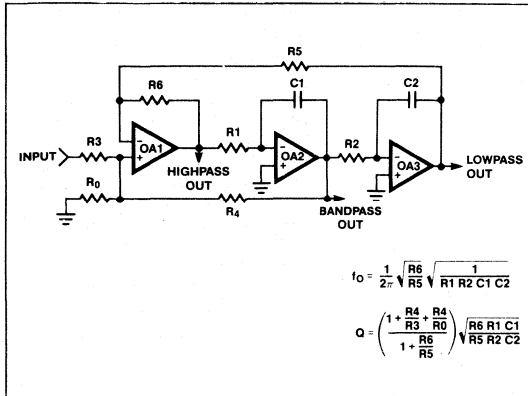 R5
R6
C1
C2
R3
R1
R2
INPUT
OA1
OA2
OA3
HIGHPASS
OUT
LOWPASS
OUT
R0
R4
BANDPASS
OUT
fO = 1/2π √(R6/R5) √(1/(R1 R2 C1 C2))
Q = ((1 + R4/R3 + R4/R0)/(1 + R6/R5)) √(R6 R1 C1/(R5 R2 C2))